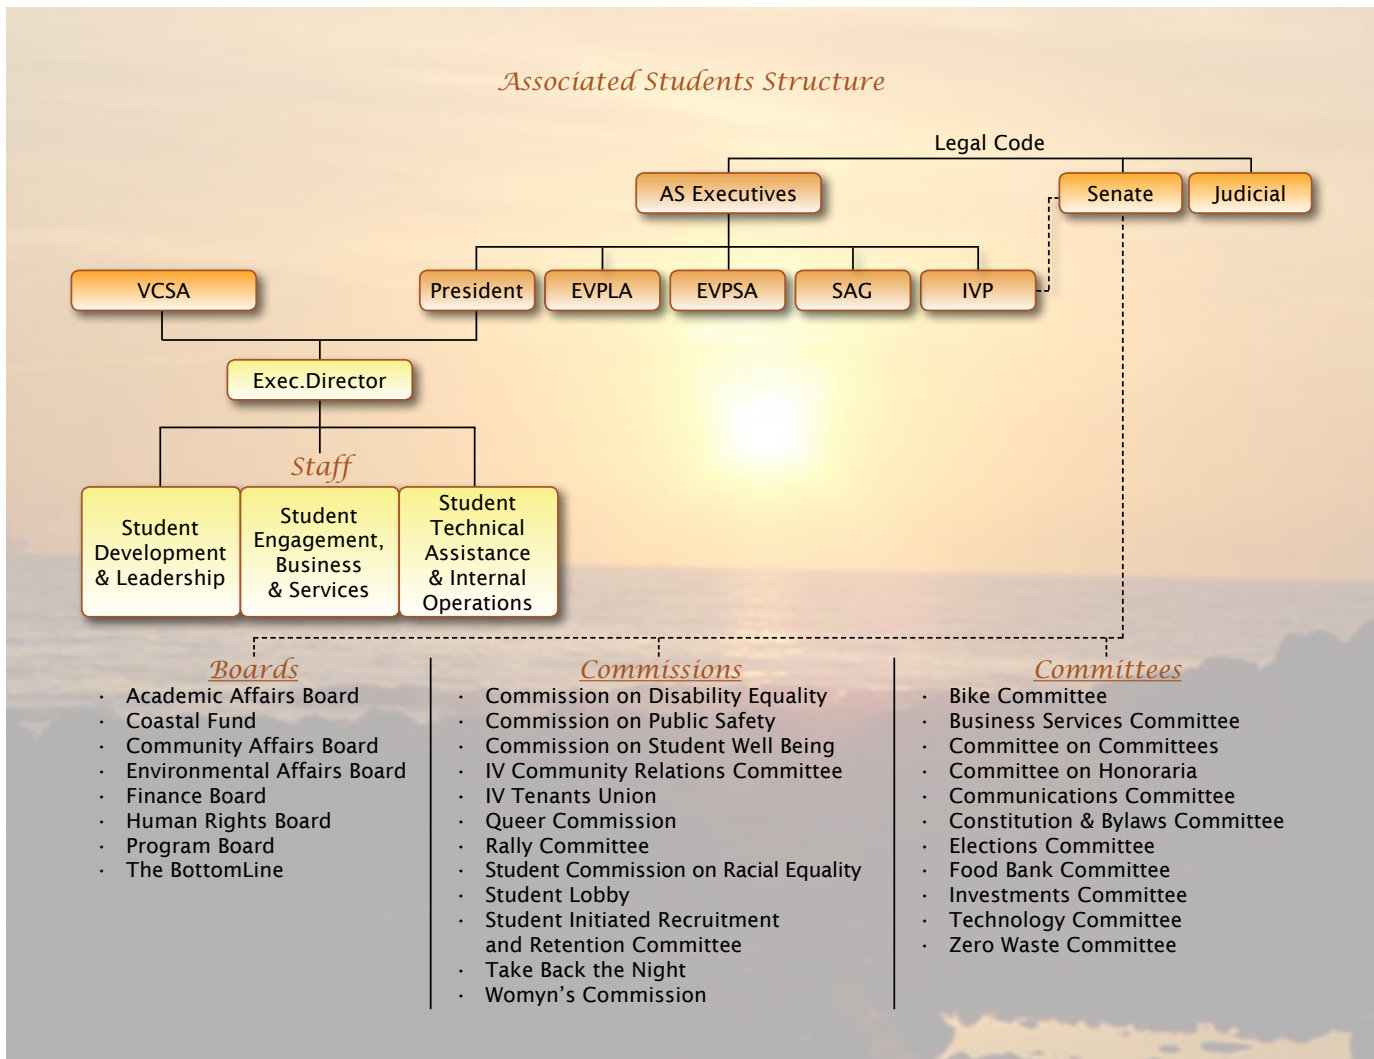 Associated Students Structure
Legal Code
AS Executives
Senate
Judicial
VCSA
President
EVPLA
EVPSA
SAG
IVP
Exec.Director
Staff
Student
Development
& Leadership
Student
Engagement,
Business
& Services
Student
Technical
Assistance
& Internal
Operations
Boards
· Academic Affairs Board
· Coastal Fund
· Community Affairs Board
· Environmental Affairs Board
· Finance Board
· Human Rights Board
· Program Board
· The BottomLine
Commissions
· Commission on Disability Equality
· Commission on Public Safety
· Commission on Student Well Being
· IV Community Relations Committee
· IV Tenants Union
· Queer Commission
· Rally Committee
· Student Commission on Racial Equality
· Student Lobby
· Student Initiated Recruitment
and Retention Committee
· Take Back the Night
· Womyn’s Commission
Committees
· Bike Committee
· Business Services Committee
· Committee on Committees
· Committee on Honoraria
· Communications Committee
· Constitution & Bylaws Committee
· Elections Committee
· Food Bank Committee
· Investments Committee
· Technology Committee
· Zero Waste Committee